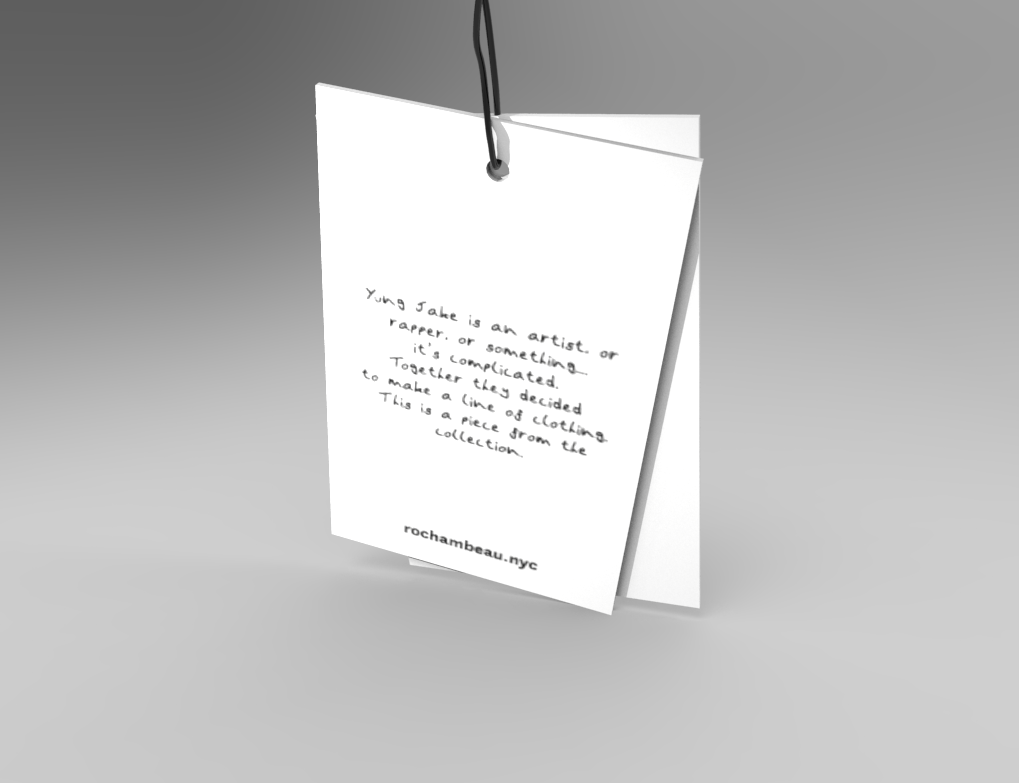 Yung Jake is an artist. or
rapper. or something
it's complicated.
Together they decided
to make a line of clothing
This is a piece from the
collection.
rochambeau.nyc